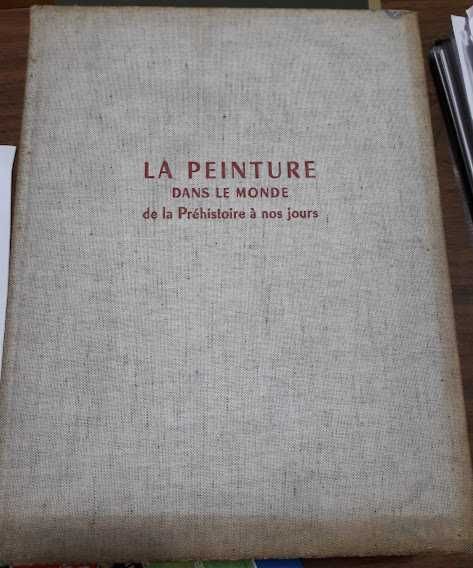 LA PEINTURE
DANS LE MONDE
de la Préhistoire à nos jours